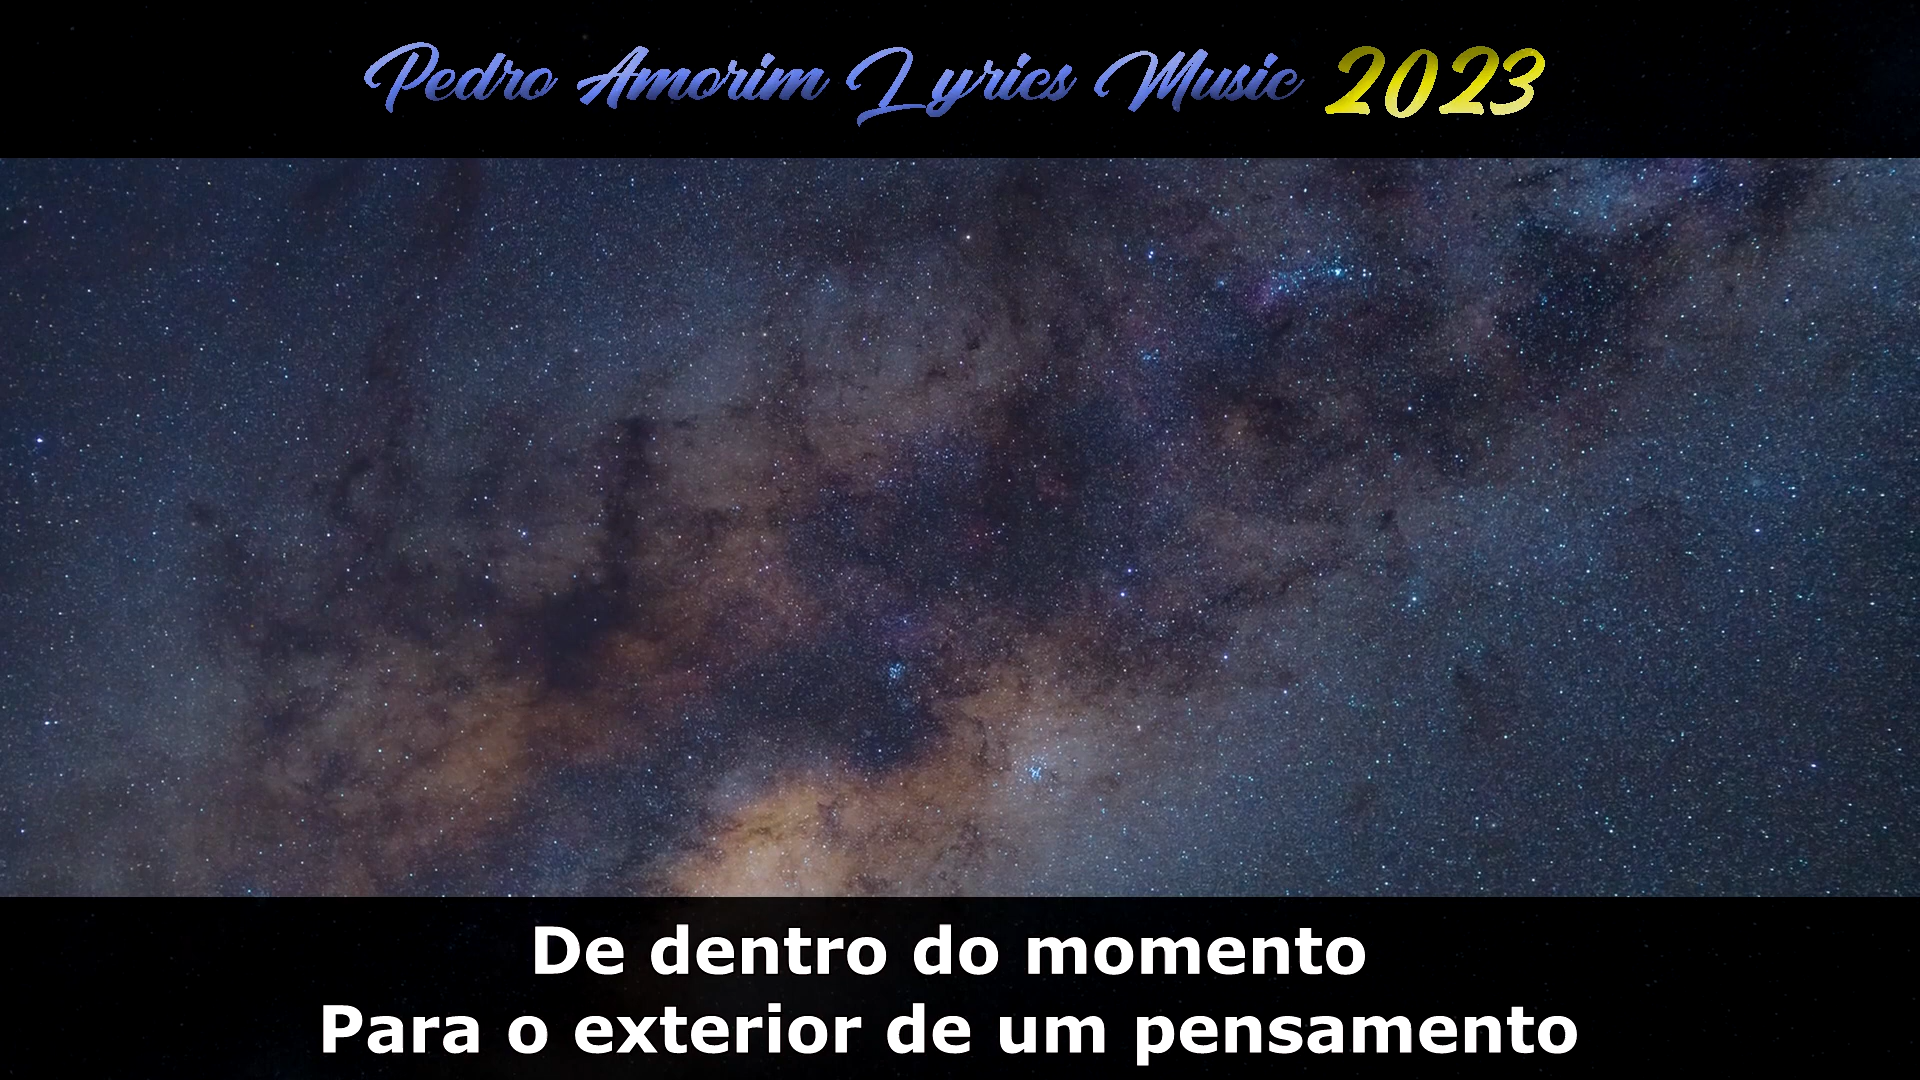 Pedro Amorim Lyrics Music 2023
De dentro do momento
Para o exterior de um pensamento